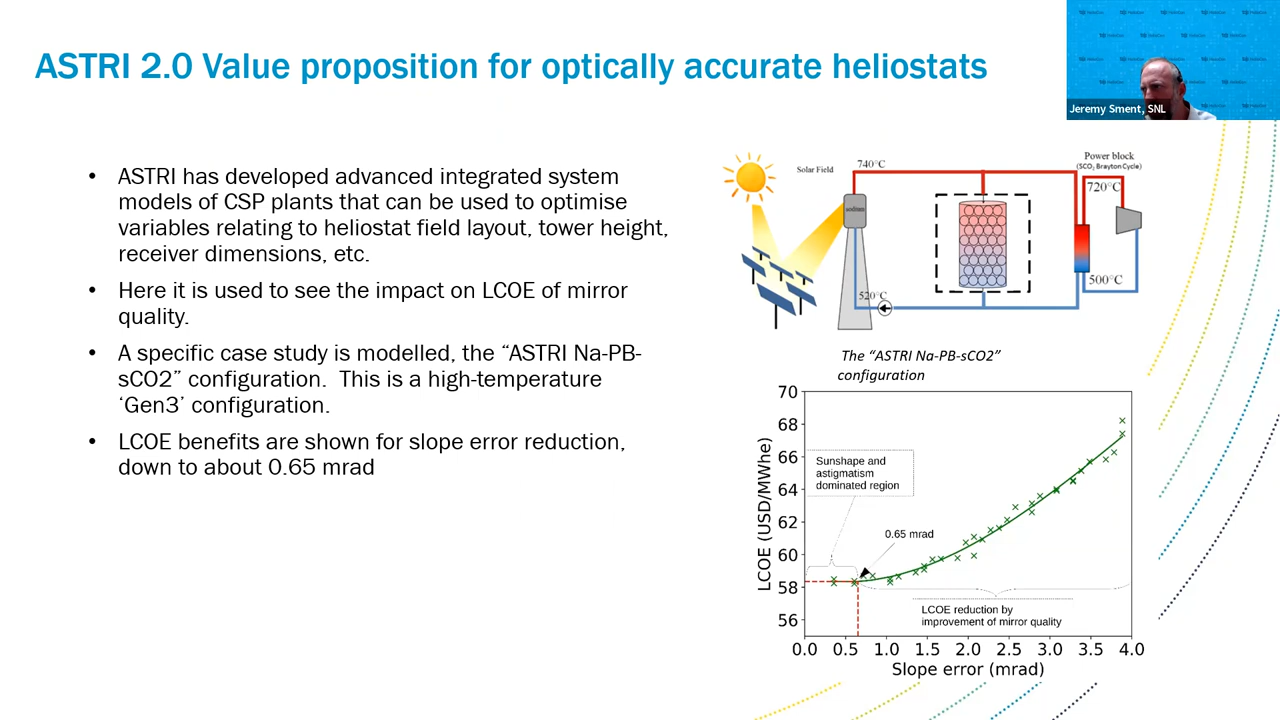 ASTRI 2.0 Value proposition for optically accurate heliostats
Jeremy Sment, SNL
• ASTRI has developed advanced integrated system
models of CSP plants that can be used to optimise
variables relating to heliostat field layout, tower height,
receiver dimensions, etc.
• Here it is used to see the impact on LCOE of mirror
quality.
• A specific case study is modelled, the “ASTRI Na-PB-
sCO2” configuration. This is a high-temperature
‘Gen3’ configuration.
• LCOE benefits are shown for slope error reduction,
down to about 0.65 mrad
Solar Field
740°C
Power block
(SCO2 Brayton Cycle)
720°C
sodium
500°C
520°C
The “ASTRI Na-PB-sCO2”
configuration
LCOE (USD/MWhe)
70
68
66
64
62
60
58
56
Sunshape and
astigmatism
dominated region
0.65 mrad
LCOE reduction by
improvement of mirror quality
0.0 0.5 1.0 1.5 2.0 2.5 3.0 3.5 4.0
Slope error (mrad)